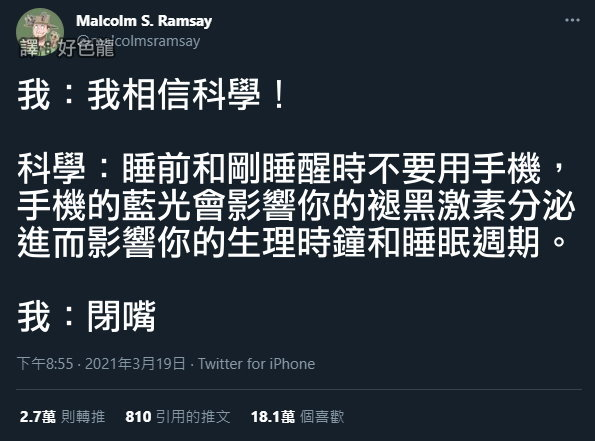 Malcolm S. Ramsay
@malcolmsramsay
譯：好色龍
我：我相信科學！
科學：睡前和剛睡醒時不要用手機，
手機的藍光會影響你的褪黑激素分泌
進而影響你的生理時鐘和睡眠週期。
我：閉嘴
下午8:55 · 2021年3月19日 · Twitter for iPhone
2.7萬 則轉推 810 引用的推文 18.1萬 個喜歡